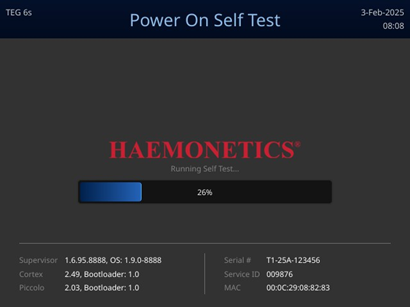 TEG 6s
Power On Self Test
3-Feb-2025
08:08
HAEMONETICS®
Running Self Test...
26%
Supervisor 1.6.95.8888, OS: 1.9.0-8888
Cortex 2.49, Bootloader: 1.0
Piccolo 2.03, Bootloader: 1.0
Serial # T1-25A-123456
Service ID 009876
MAC 00:0C:29:08:82:83